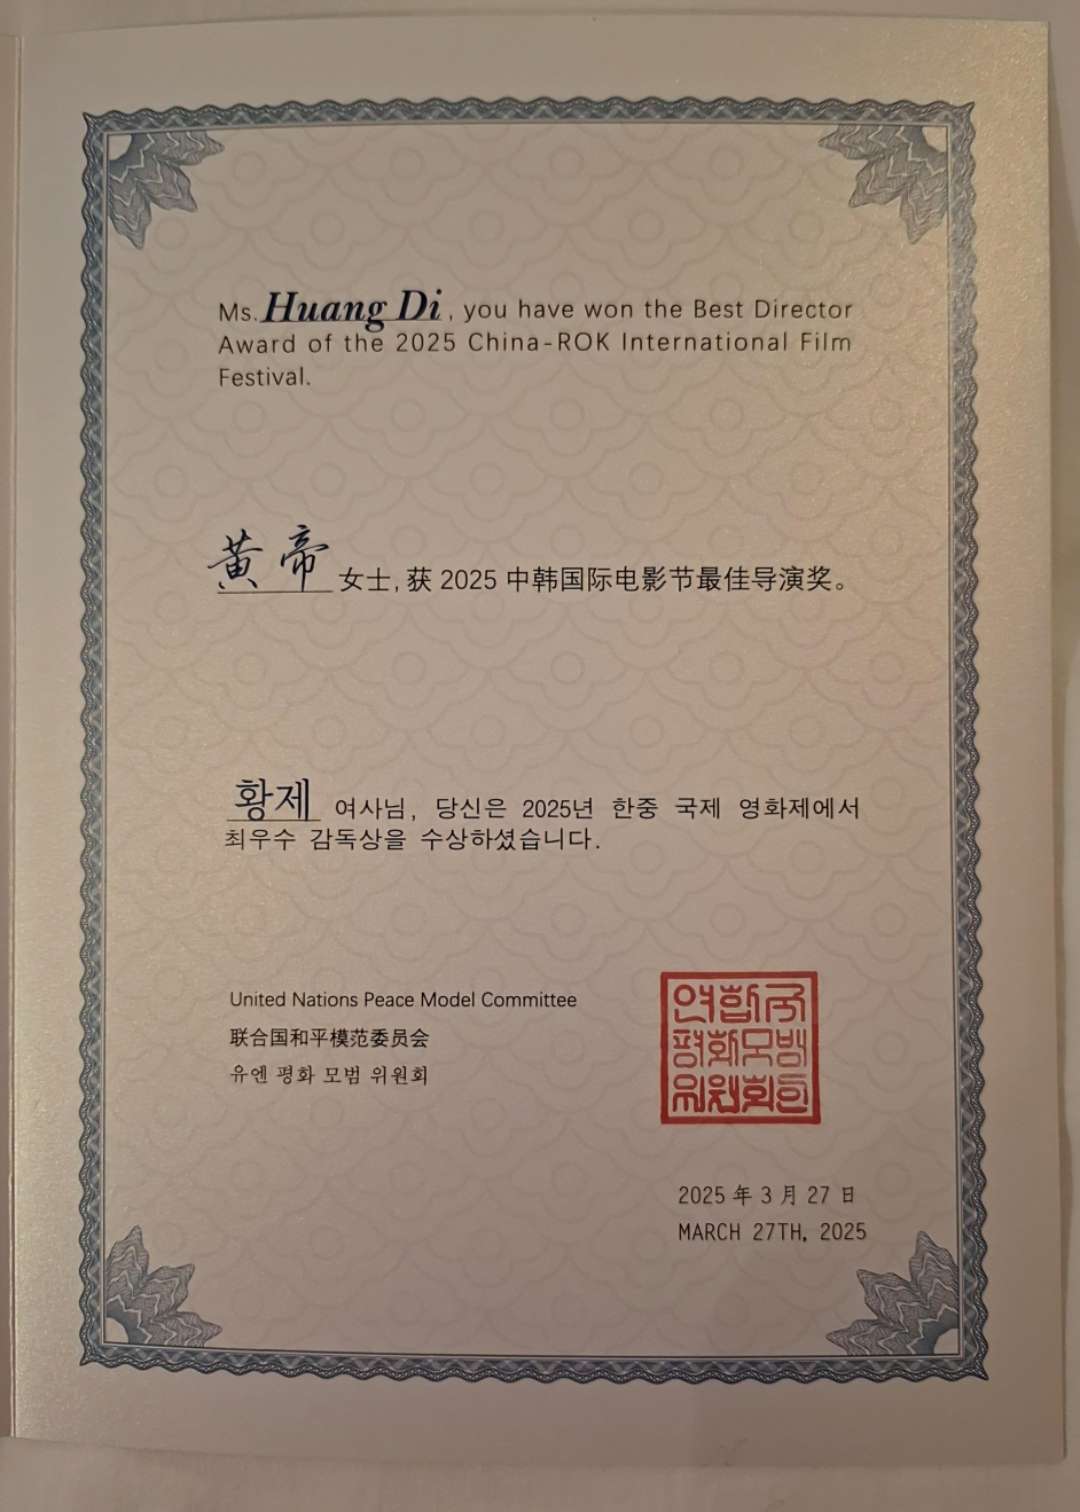 Ms. Huang Di, you have won the Best Director
Award of the 2025 China-ROK International Film
Festival.
黄帝女士,获 2025 中韩国际电影节最佳导演奖。
황제 여사님, 당신은 2025년 한중 국제 영화제에서
최우수 감독상을 수상하셨습니다.
United Nations Peace Model Committee
联合国和平模范委员会
유엔 평화 모범 위원회
2025 年 3 月 27 日
MARCH 27TH, 2025